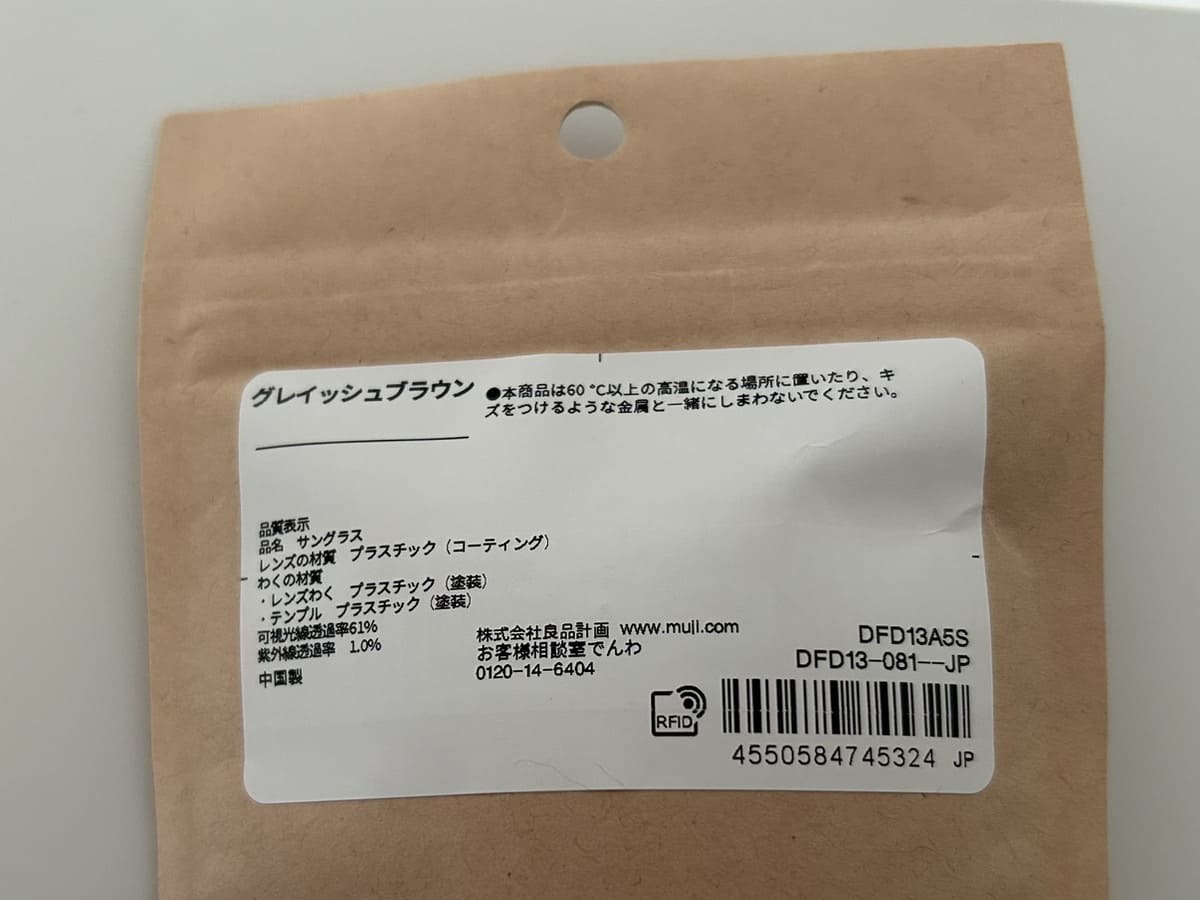 グレイッシュブラウン
●本商品は60℃以上の高温になる場所に置いたり、キ
ズをつけるような金属と一緒にしまわないでください。
品質表示
品名 サングラス
レンズの材質 プラスチック（コーティング）
わくの材質
・レンズわく プラスチック（塗装）
・テンプル プラスチック（塗装）
可視光線透過率61%
紫外線透過率 1.0%
中国製
株式会社良品計画 www.muji.com
お客様相談室でんわ
0120-14-6404
DFD13A5S
DFD13-081--JP
RFID
4550584745324 JP